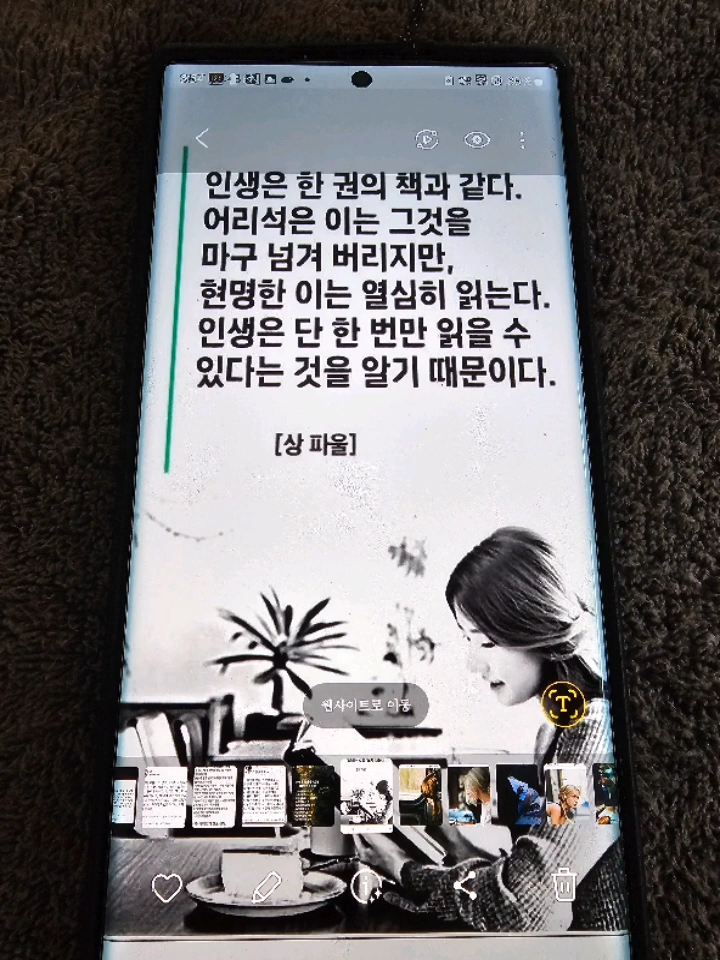 인생은 한 권의 책과 같다.
어리석은 이는 그것을
마구 넘겨 버리지만,
현명한 이는 열심히 읽는다.
인생은 단 한 번만 읽을 수
있다는 것을 알기 때문이다.
[상 파울]
웹사이트로 이동
T